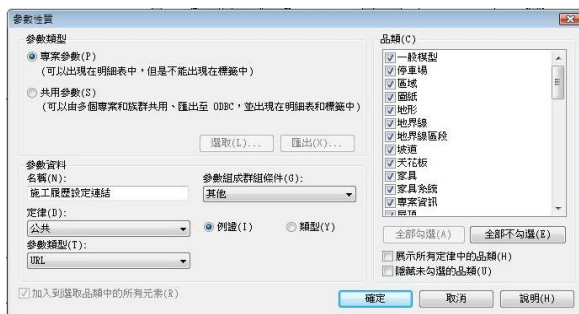 參數性質
參數類型
專案參數(P)
(可以出現在明細表中，但是不能出現在標籤中)
共用參數(S)
(可以由多個專案和族群共用、匯出至 ODBC，並出現在明細表和標籤中)
選取(L)...
匯出(X)...
參數資料
名稱(N):
施工履歷設定連結
定律(D):
公共
參數類型(T):
URL
參數組成群組條件(G):
其他
例證(I)
類型(Y)
加入到選取品類中的所有元素(R)
品類(C)
一般模型
停車場
區域
圖紙
地形
地界線
地界線區段
坡道
天花板
家具
家具系統
專案資訊
屋頂
全部勾選(A)
全部不勾選(E)
展示所有定律中的品類(H)
隱藏未勾選的品類(U)
確定
取消
說明(H)